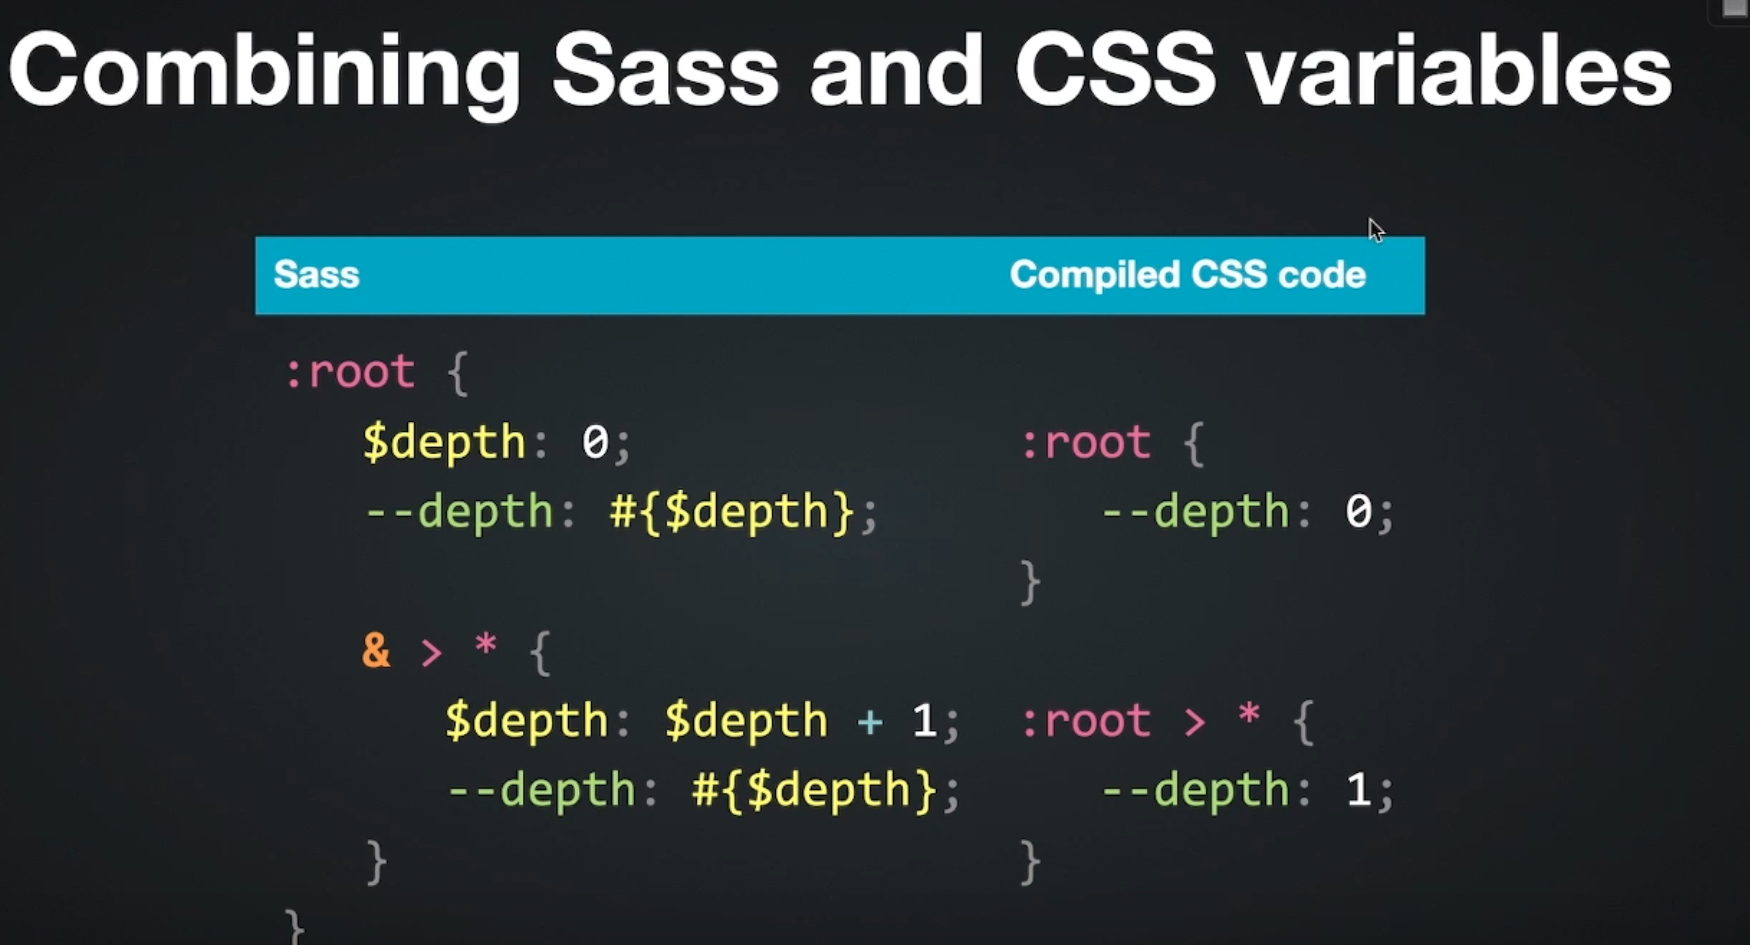 Combining Sass and CSS variables
Sass
Compiled CSS code
:root {
$depth: 0;
--depth: #{$depth};
& > * {
$depth: $depth + 1;
--depth: #{$depth};
}
}
:root {
--depth: 0;
}
:root > * {
--depth: 1;
}